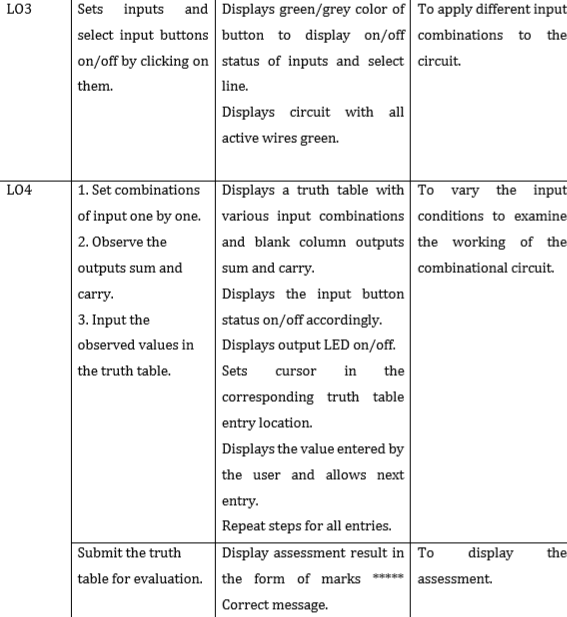 LO3
Sets inputs and
select input buttons
on/off by clicking on
them.
Displays green/grey color of
button to display on/off
status of inputs and select
line.
Displays circuit with all
active wires green.
To apply different input
combinations to the
circuit.
LO4
1. Set combinations
of input one by one.
2. Observe the
outputs sum and
carry.
3. Input the
observed values in
the truth table.
Displays a truth table with
various input combinations
and blank column outputs
sum and carry.
Displays the input button
status on/off accordingly.
Displays output LED on/off.
Sets cursor in the
corresponding truth table
entry location.
Displays the value entered by
the user and allows next
entry.
Repeat steps for all entries.
To vary the input
conditions to examine
the working of the
combinational circuit.
Submit the truth
table for evaluation.
Display assessment result in
the form of marks *****
Correct message.
To display the
assessment.